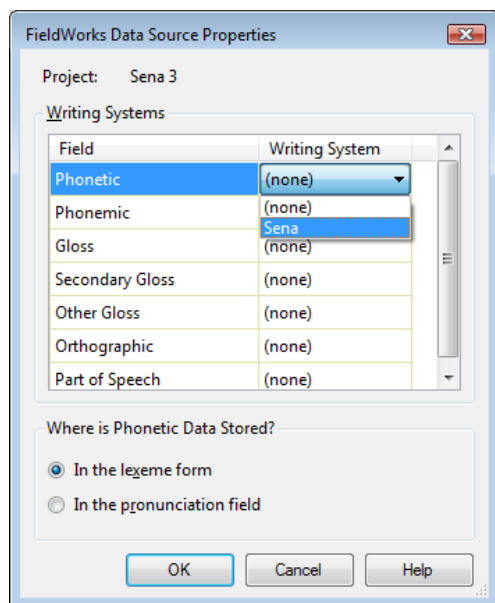 FieldWorks Data Source Properties
Project: Sena 3
Writing Systems
Field Writing System
Phonetic (none)
Phonemic (none)
Sena
Gloss (none)
Secondary Gloss (none)
Other Gloss (none)
Orthographic (none)
Part of Speech (none)
Where is Phonetic Data Stored?
In the lexeme form
In the pronunciation field
OK Cancel Help